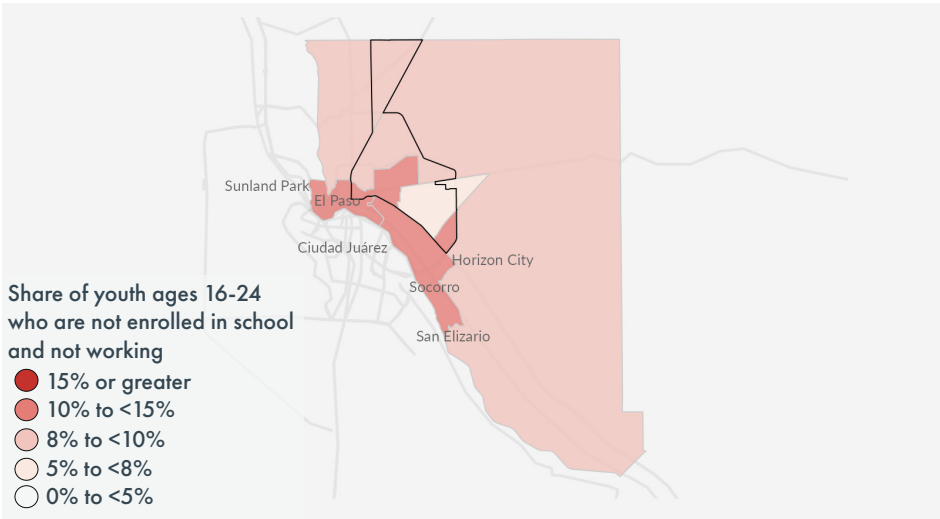 Sunland Park
El Paso
Ciudad Juárez
Horizon City
Socorro
San Elizario
Share of youth ages 16-24
who are not enrolled in school
and not working
15% or greater
10% to <15%
8% to <10%
5% to <8%
0% to <5%